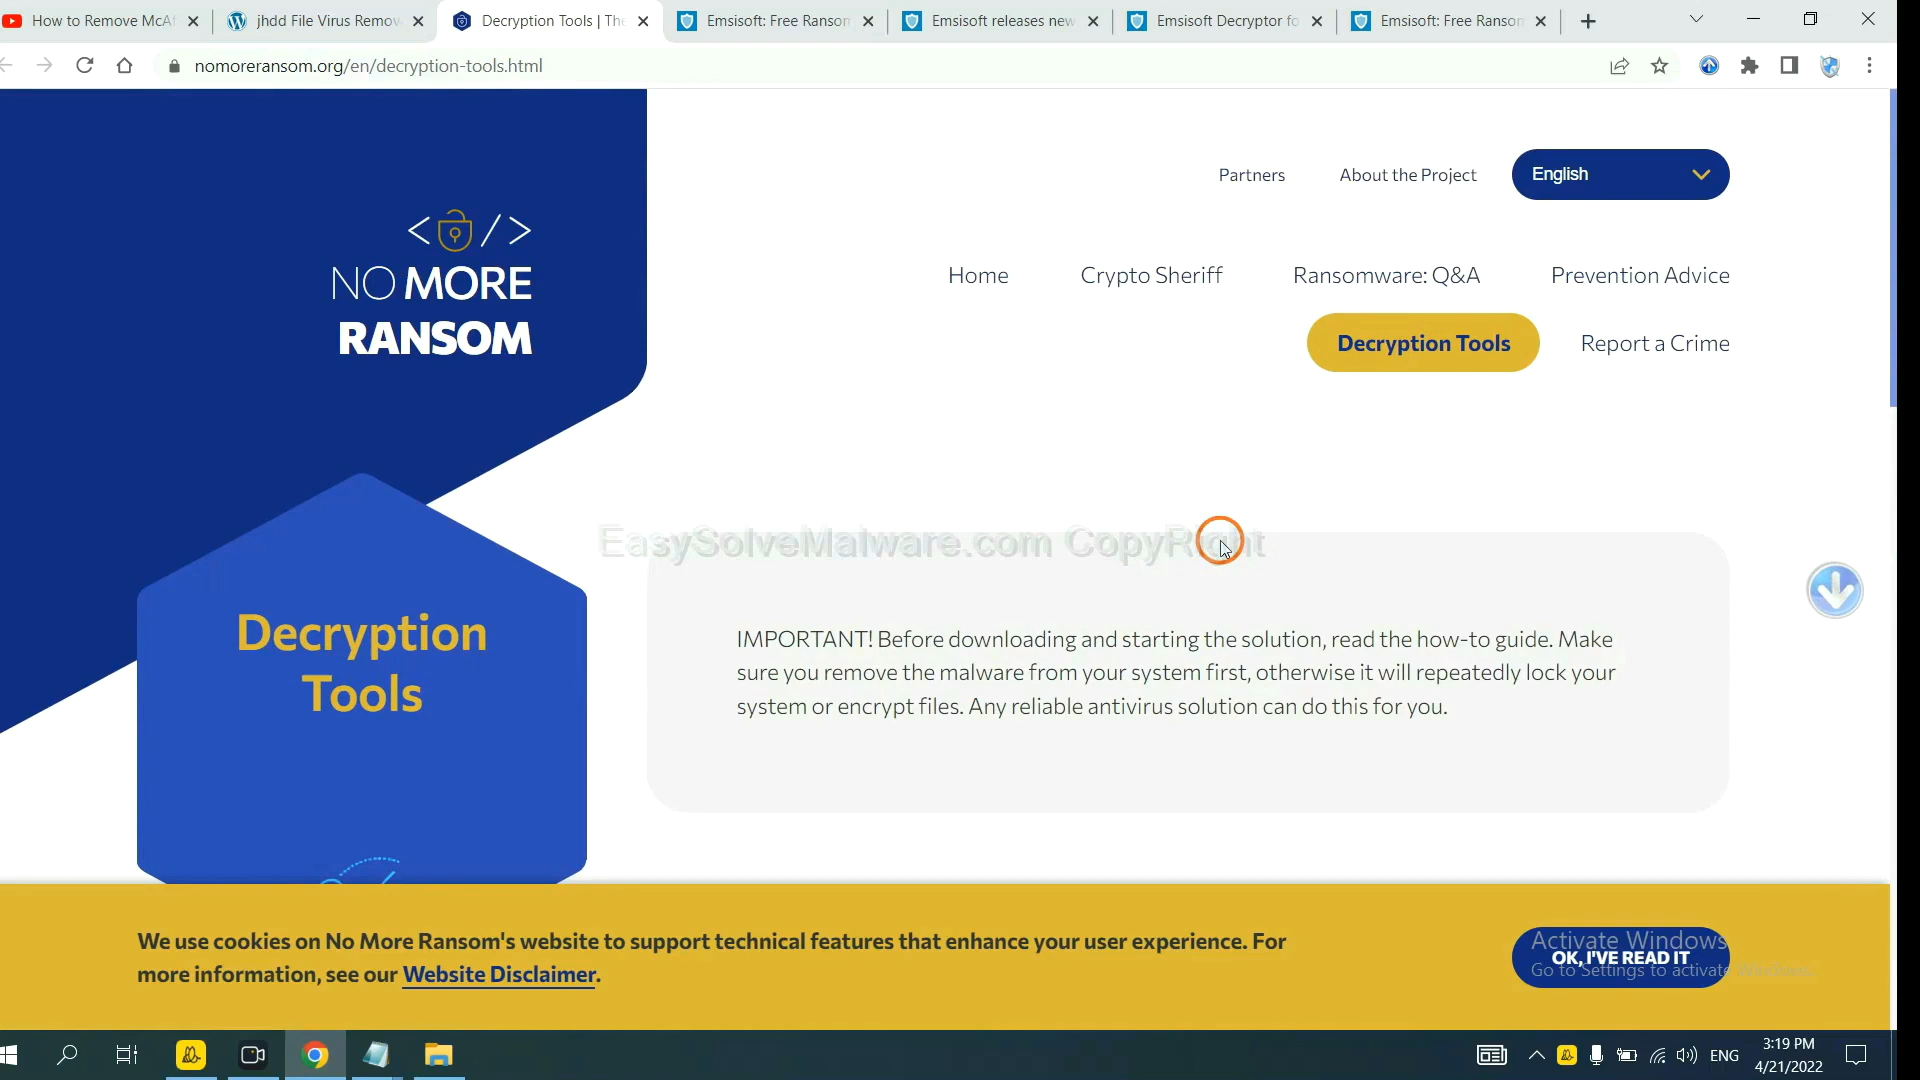 How to Remove McAf
jhdd File Virus Remov
Decryption Tools | The
Emsisoft: Free Ransom
Emsisoft releases new
Emsisoft Decryptor fo
Emsisoft: Free Ransom
nomoreransom.org/en/decryption-tools.html
Partners
About the Project
English
NO MORE
RANSOM
Home
Crypto Sheriff
Ransomware: Q&A
Prevention Advice
Decryption Tools
Report a Crime
EasySolveMalware.com CopyRight
Decryption
Tools
IMPORTANT! Before downloading and starting the solution, read the how-to guide. Make
sure you remove the malware from your system first, otherwise it will repeatedly lock your
system or encrypt files. Any reliable antivirus solution can do this for you.
We use cookies on No More Ransom's website to support technical features that enhance your user experience. For
more information, see our Website Disclaimer.
OK, I'VE READ IT
Activate Windows
Go to Settings to activate Windows.
ENG
3:19 PM
4/21/2022